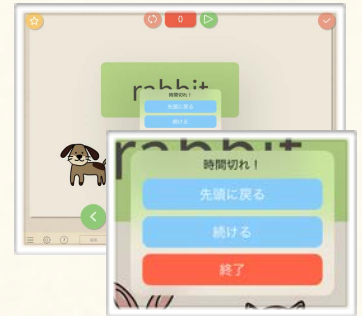 0
rabbit
時間切れ！
先頭に戻る
続ける
rabbit
時間切れ！
先頭に戻る
続ける
終了